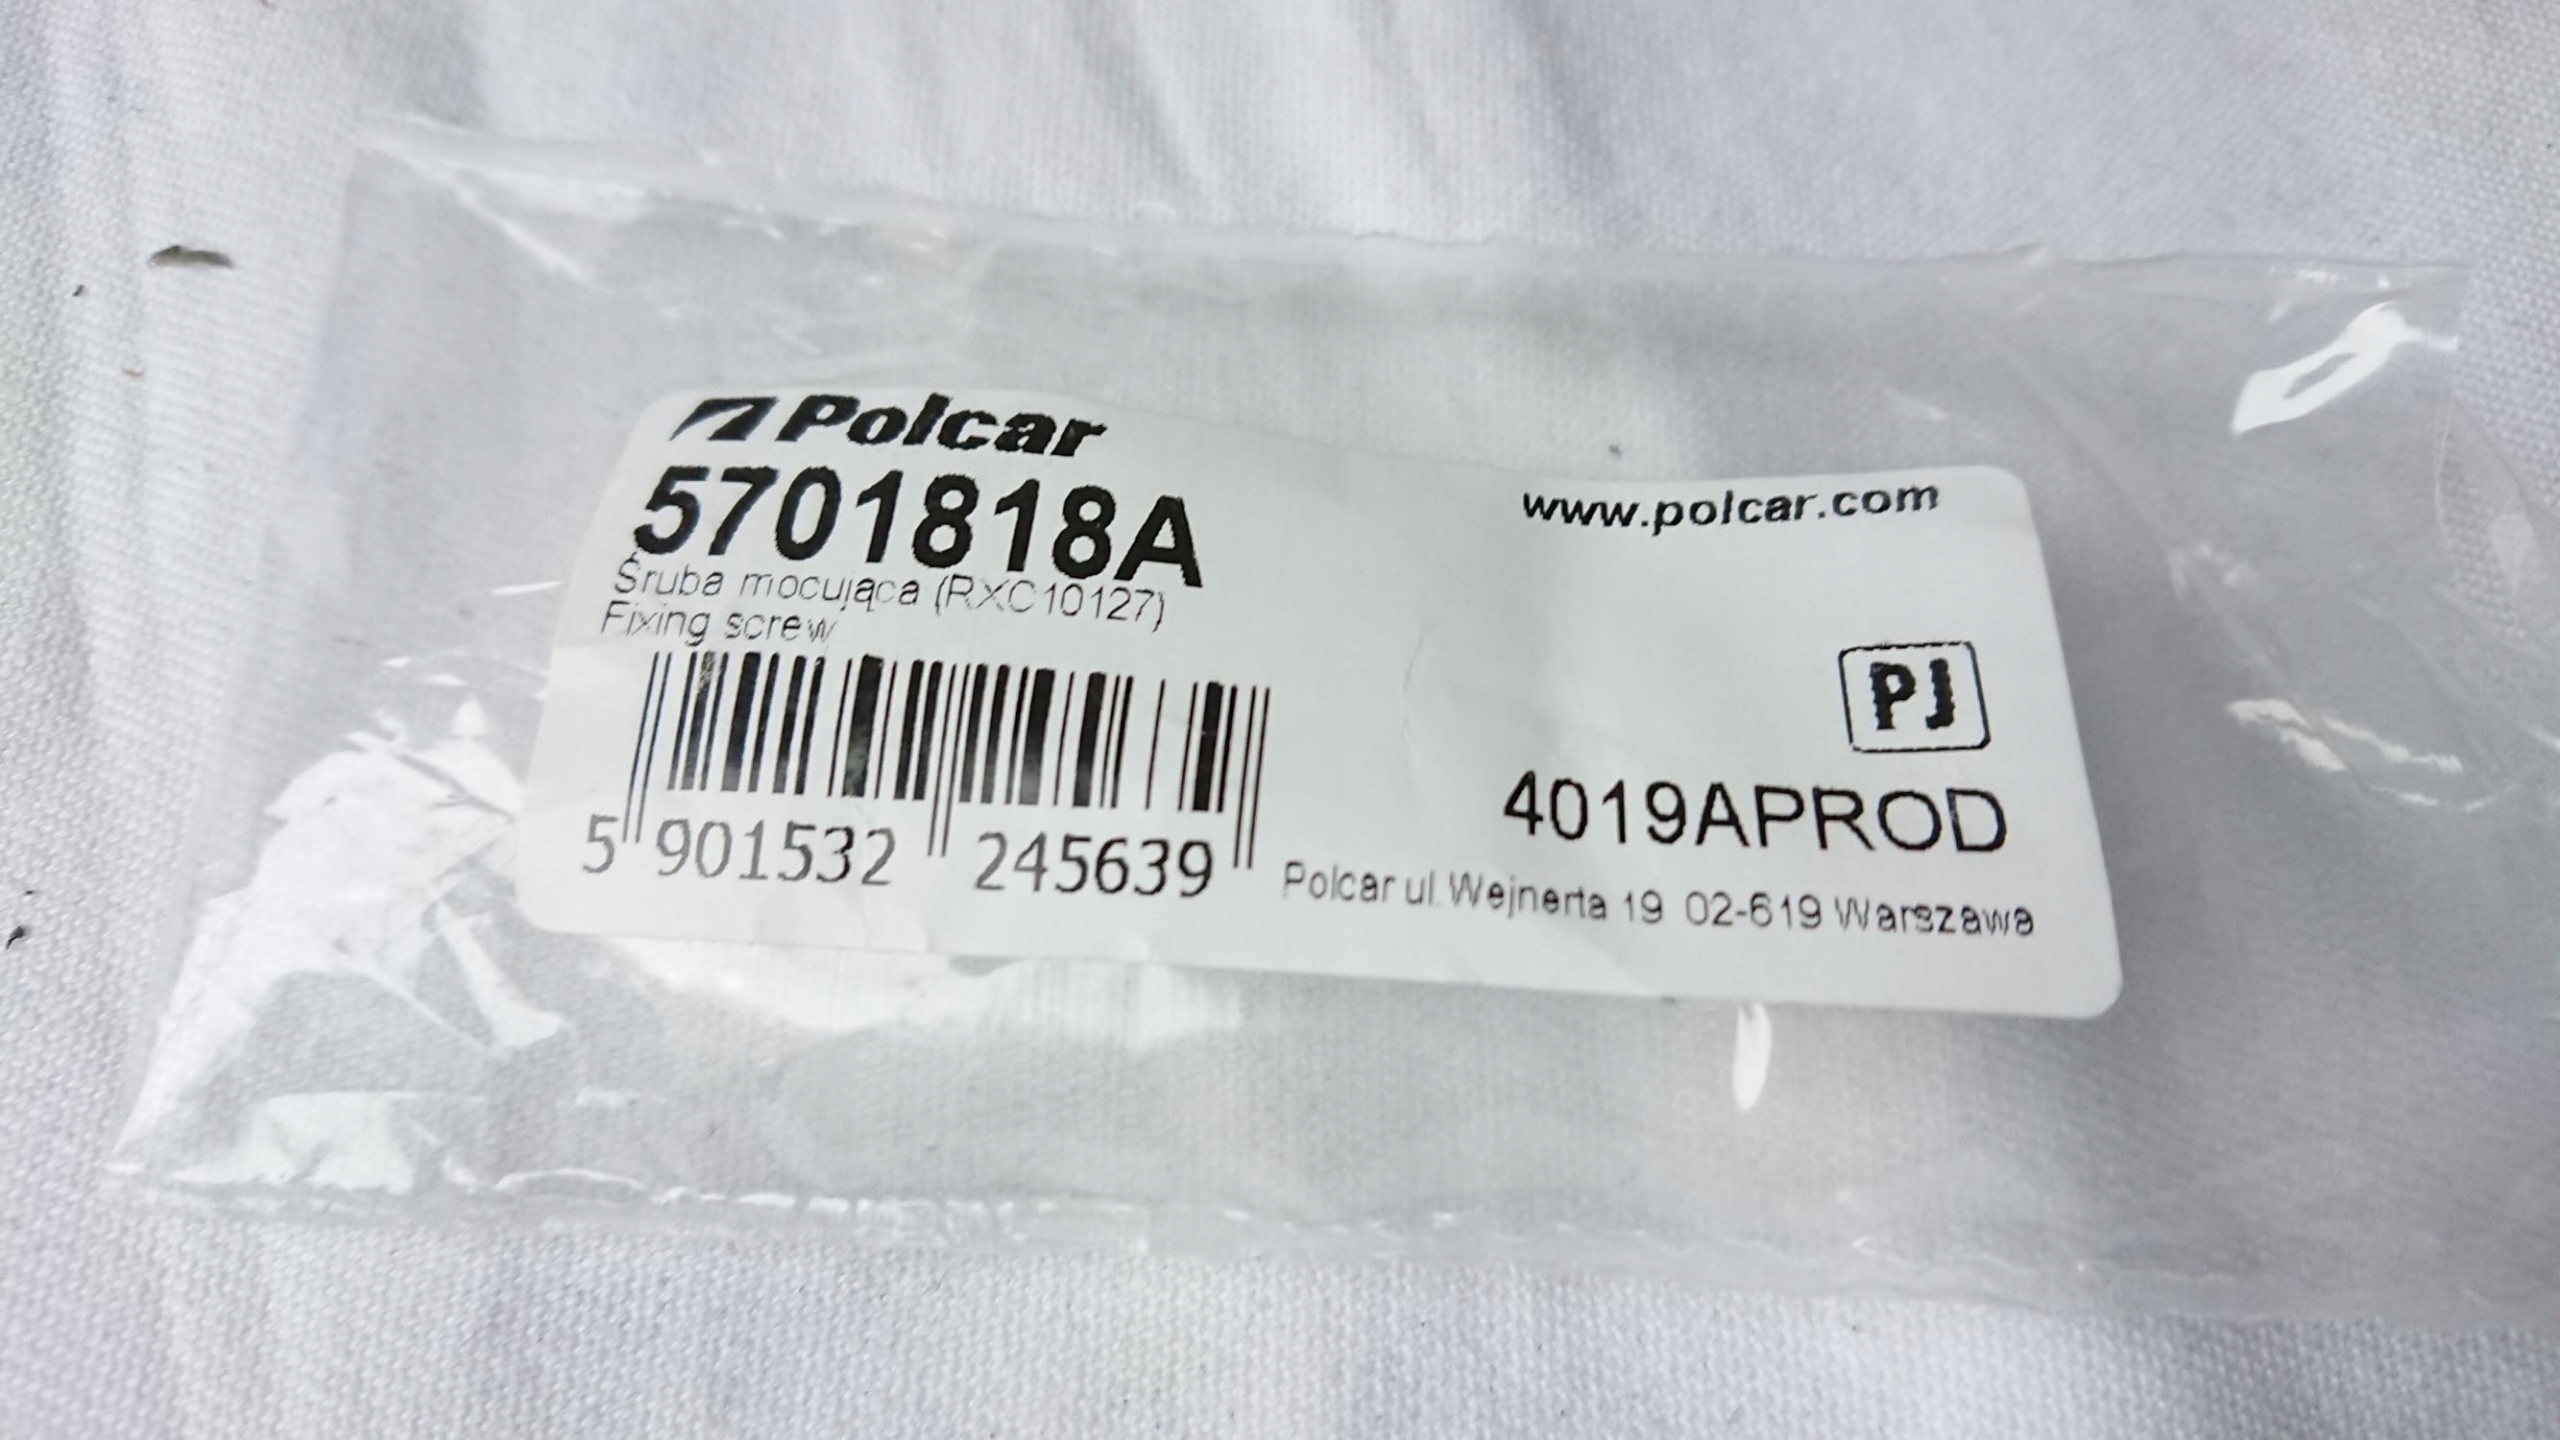 Polcar
5701818A
www.polcar.com
Śruba mocująca (RXC10127)
Fixing screw
PJ
4019APROD
5 901532 245639
Polcar ul. Wejnerta 19 02-619 Warszawa